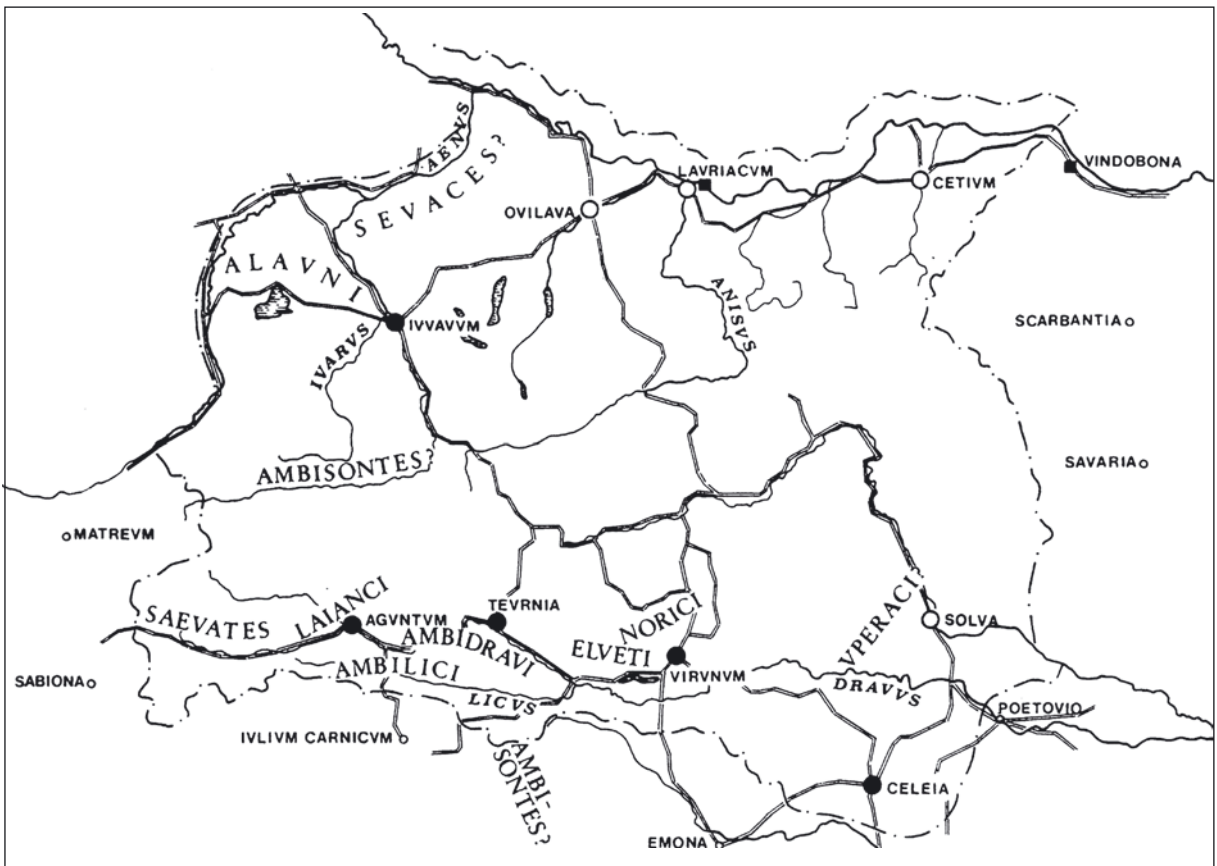 AENVS
SEVACES?
LAVRIACVM
VINDOBONA
CETIVM
OVILAVA
ALAVNI
ANISVS
IVVAVVM
SCARBANTIA
IVARVS
AMBISONTES?
SAVARIA
MATREVM
TEVRNIA
SAEVATES
LAIANCI
AGVNTVM
NORICI
VPERACI
SOLVA
AMBIDRAVI
ELVETI
AMBILICI
VIRVNVM
SABIONA
DRAVVS
LICVS
POETOVIO
IVLIVM CARNICVM
AMBI-
SONTES?
CELEIA
EMONA